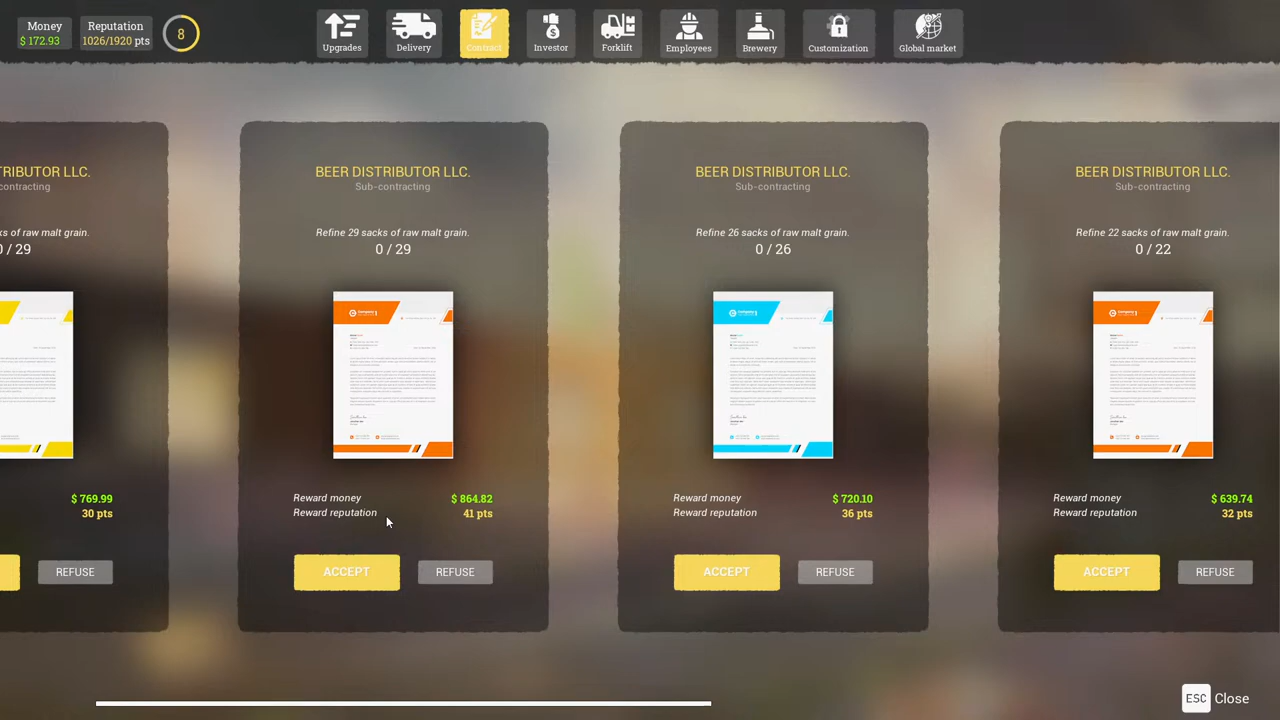 Money
$ 172.93
Reputation
1026/1920 pts
8
Upgrades
Delivery
Contract
Investor
Forklift
Employees
Brewery
Customization
Global market
TRIBUTOR LLC.
contracting
ks of raw malt grain.
0 / 29
$ 769.99
30 pts
REFUSE
BEER DISTRIBUTOR LLC.
Sub-contracting
Refine 29 sacks of raw malt grain.
0 / 29
Company
Reward money $ 864.82
Reward reputation 41 pts
ACCEPT REFUSE
BEER DISTRIBUTOR LLC.
Sub-contracting
Refine 26 sacks of raw malt grain.
0 / 26
Company
Reward money $ 720.10
Reward reputation 36 pts
ACCEPT REFUSE
BEER DISTRIBUTOR LLC.
Sub-contracting
Refine 22 sacks of raw malt grain.
0 / 22
Company
Reward money $ 639.74
Reward reputation 32 pts
ACCEPT REFUSE
ESC Close